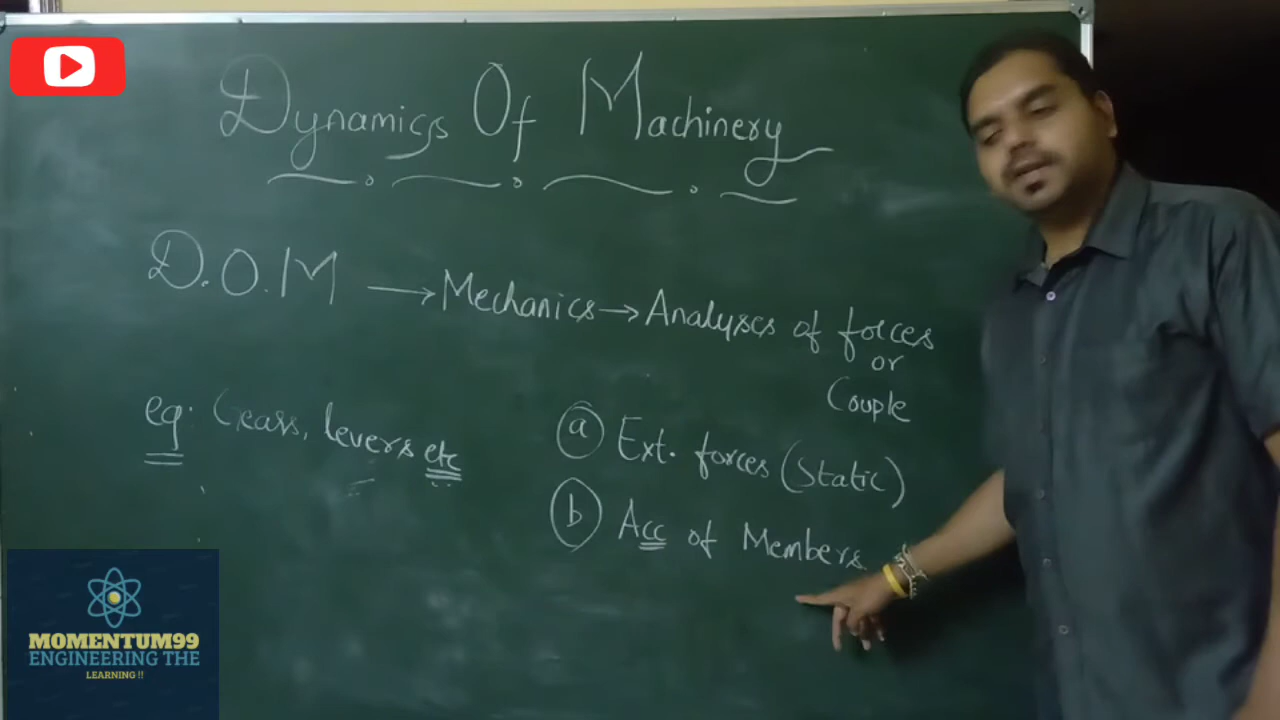 Dynamics Of Machinery
D.O.M → Mechanics → Analyses of forces
or
Couple
eg: Gears, levers etc
(a) Ext. forces (Static)
(b) Acc of Members.
MOMENTUM99
ENGINEERING THE
LEARNING !!